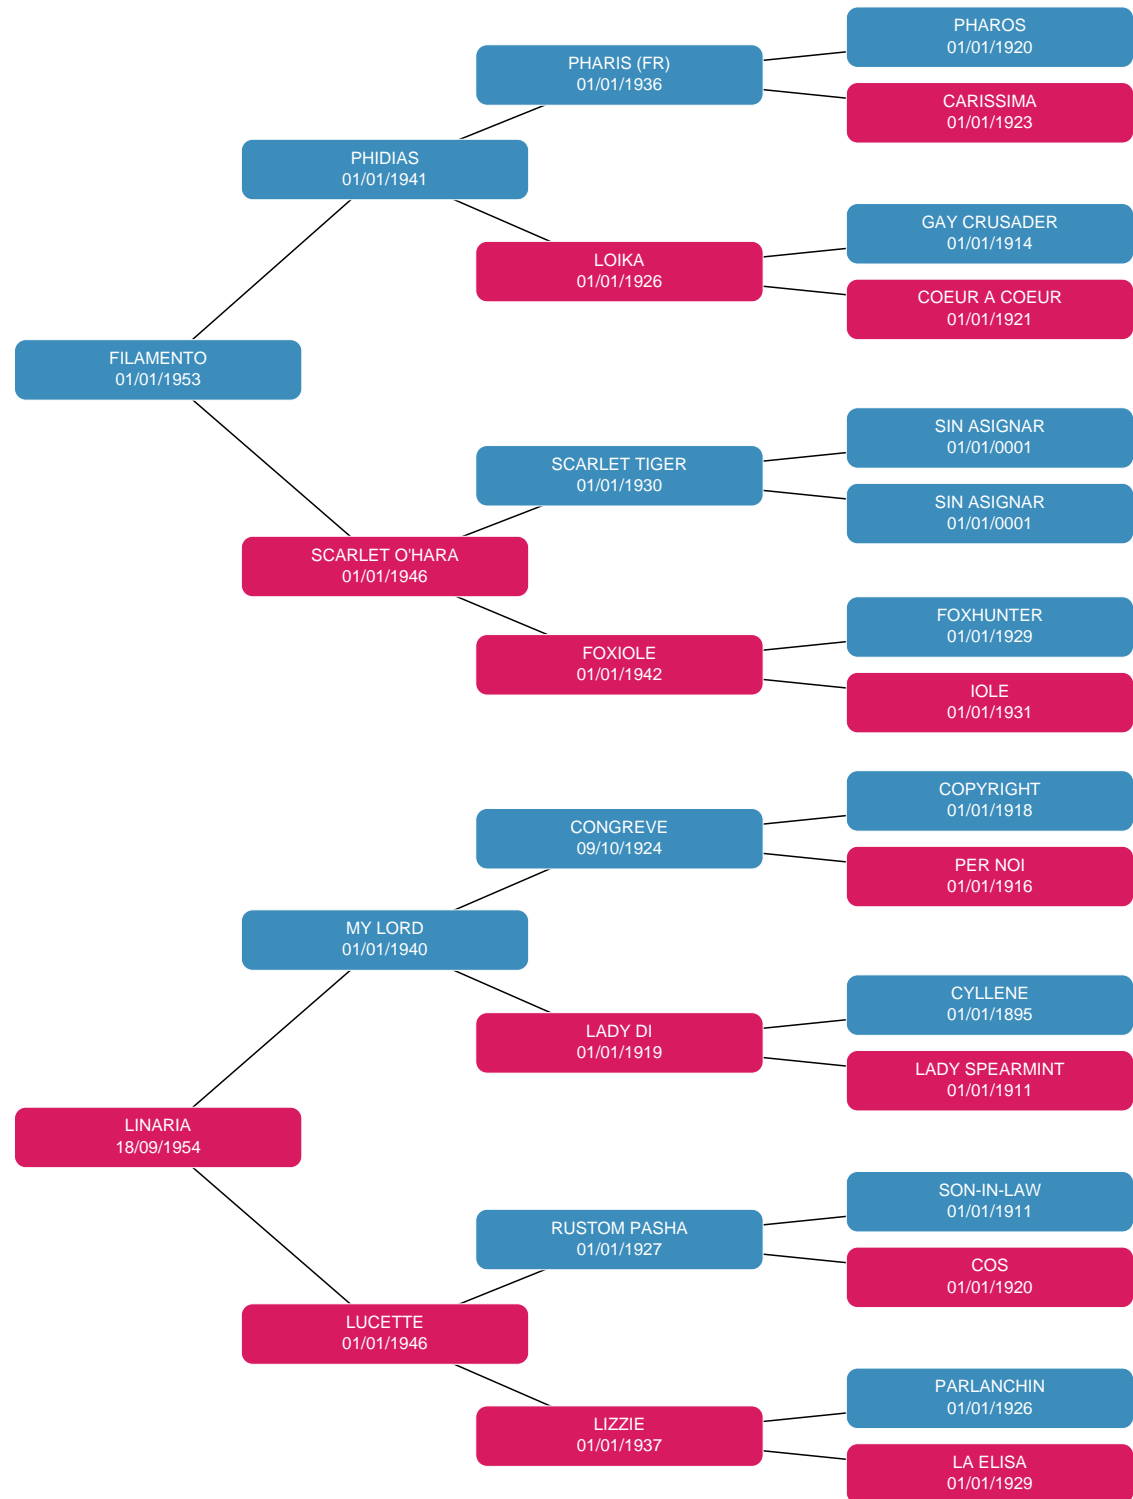 PHAROS
01/01/1920
PHARIS (FR)
01/01/1936
CARISSIMA
01/01/1923
PHIDIAS
01/01/1941
GAY CRUSADER
01/01/1914
LOIKA
01/01/1926
COEUR A COEUR
01/01/1921
FILAMENTO
01/01/1953
SIN ASIGNAR
01/01/0001
SCARLET TIGER
01/01/1930
SIN ASIGNAR
01/01/0001
SCARLET O'HARA
01/01/1946
FOXHUNTER
01/01/1929
FOXIOLE
01/01/1942
IOLE
01/01/1931
COPYRIGHT
01/01/1918
CONGREVE
09/10/1924
PER NOI
01/01/1916
MY LORD
01/01/1940
CYLLENE
01/01/1895
LADY DI
01/01/1919
LADY SPEARMINT
01/01/1911
LINARIA
18/09/1954
SON-IN-LAW
01/01/1911
RUSTOM PASHA
01/01/1927
COS
01/01/1920
LUCETTE
01/01/1946
PARLANCHIN
01/01/1926
LIZZIE
01/01/1937
LA ELISA
01/01/1929